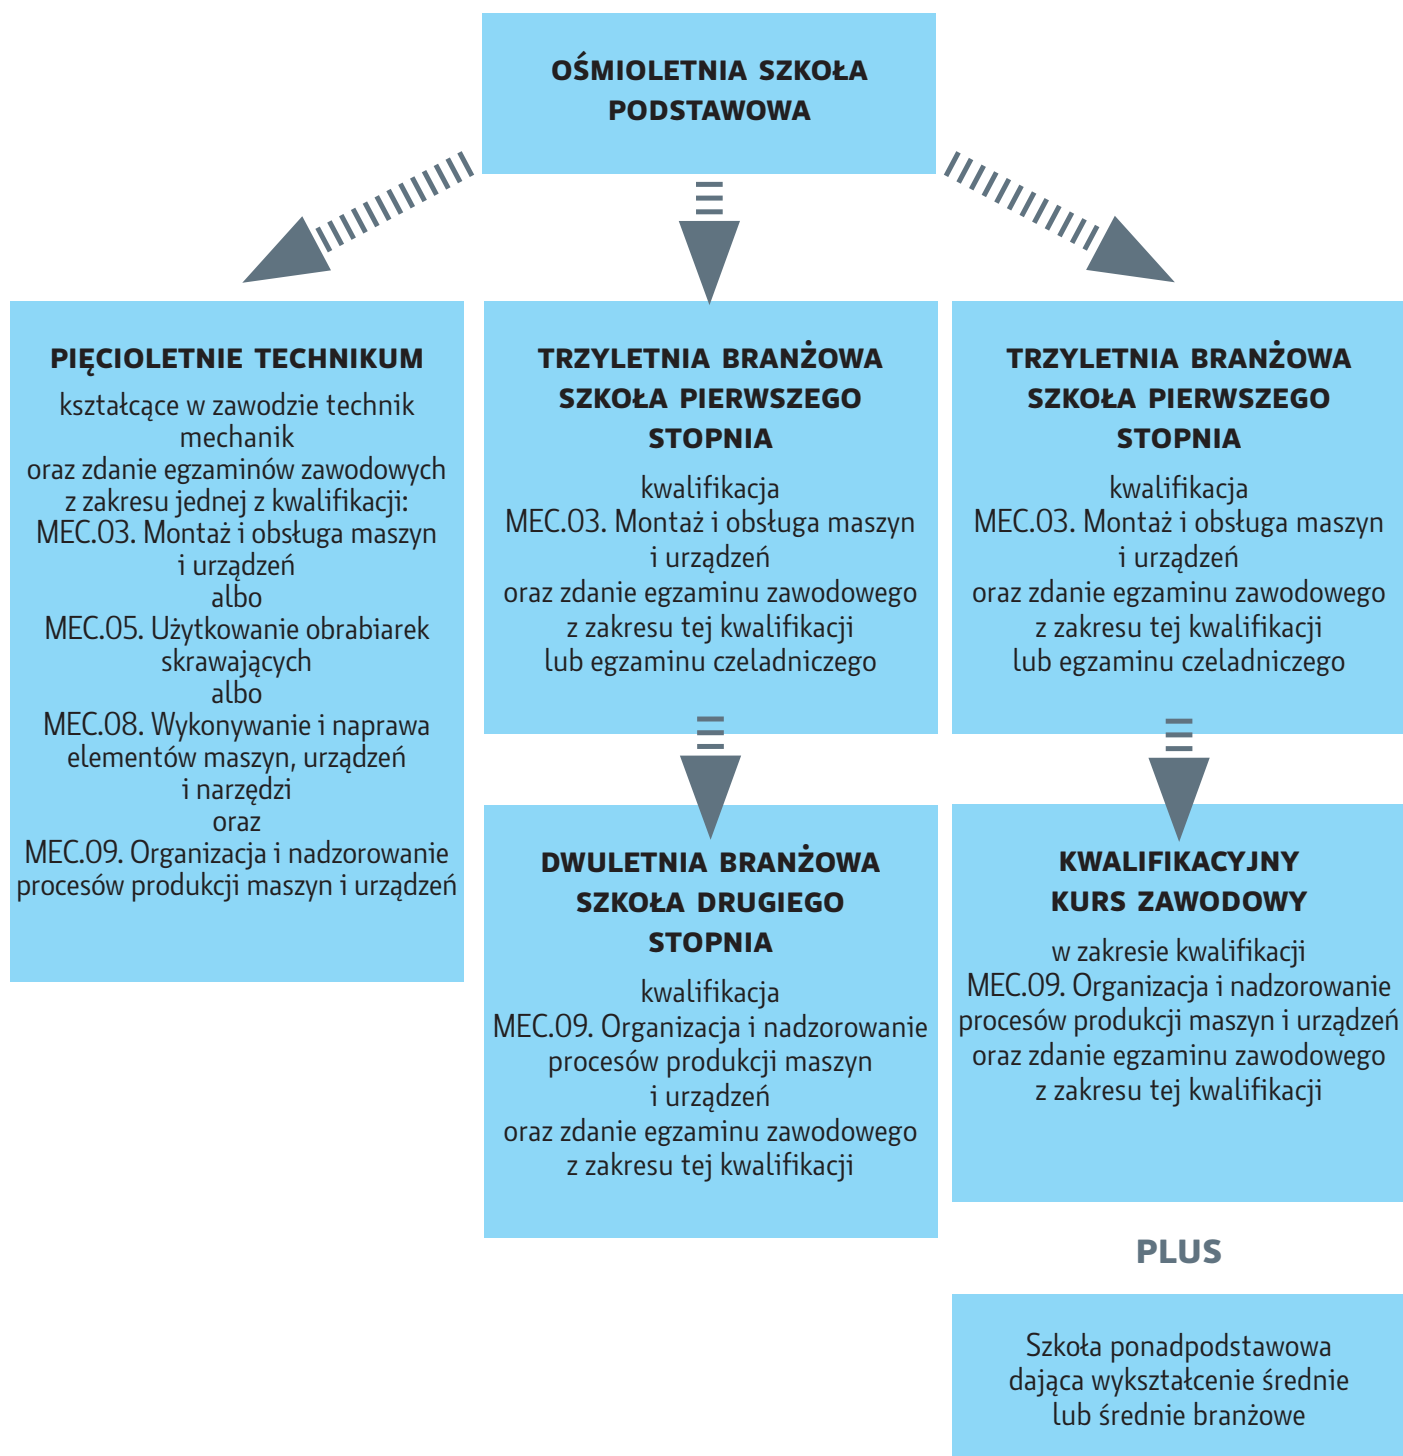 OŚMIOLETNIA SZKOŁA
PODSTAWOWA
PIĘCIOLETNIE TECHNIKUM
kształcące w zawodzie technik
mechanik
oraz zdanie egzaminów zawodowych
z zakresu jednej z kwalifikacji:
MEC.03. Montaż i obsługa maszyn
i urządzeń
albo
MEC.05. Użytkowanie obrabiarek
skrawających
albo
MEC.08. Wykonywanie i naprawa
elementów maszyn, urządzeń
i narzędzi
oraz
MEC.09. Organizacja i nadzorowanie
procesów produkcji maszyn i urządzeń
TRZYLETNIA BRANŻOWA
SZKOŁA PIERWSZEGO
STOPNIA
kwalifikacja
MEC.03. Montaż i obsługa maszyn
i urządzeń
oraz zdanie egzaminu zawodowego
z zakresu tej kwalifikacji
lub egzaminu czeladniczego
DWULETNIA BRANŻOWA
SZKOŁA DRUGIEGO
STOPNIA
kwalifikacja
MEC.09. Organizacja i nadzorowanie
procesów produkcji maszyn
i urządzeń
oraz zdanie egzaminu zawodowego
z zakresu tej kwalifikacji
TRZYLETNIA BRANŻOWA
SZKOŁA PIERWSZEGO
STOPNIA
kwalifikacja
MEC.03. Montaż i obsługa maszyn
i urządzeń
oraz zdanie egzaminu zawodowego
z zakresu tej kwalifikacji
lub egzaminu czeladniczego
KWALIFIKACYJNY
KURS ZAWODOWY
w zakresie kwalifikacji
MEC.09. Organizacja i nadzorowanie
procesów produkcji maszyn i urządzeń
oraz zdanie egzaminu zawodowego
z zakresu tej kwalifikacji
PLUS
Szkoła ponadpodstawowa
dająca wykształcenie średnie
lub średnie branżowe